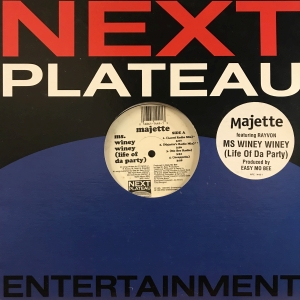 NEXT
PLATEAU
majette
ms.
winey
winey
(life of
da party)
SIDE A
NEXT
PLATEAU
Majette
featuring RAYVON
MS WINEY WINEY
(Life Of Da Party)
Produced by
EASY MO BEE
ENTERTAINMENT